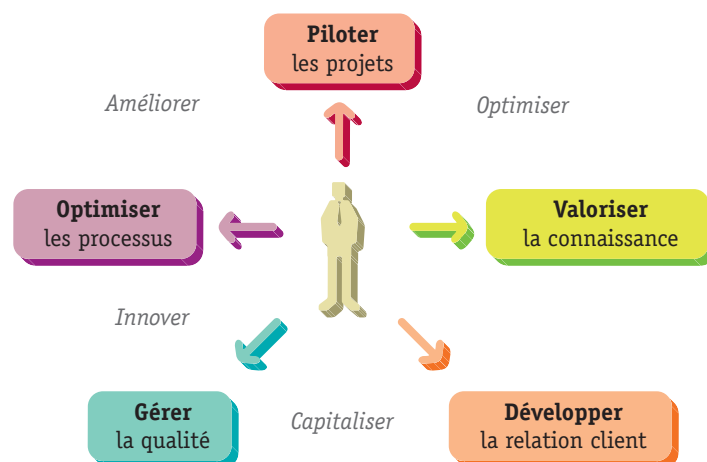 Piloter
les projets
Améliorer
Optimiser
Optimiser
les processus
Valoriser
la connaissance
Innover
Gérer
la qualité
Capitaliser
Développer
la relation client